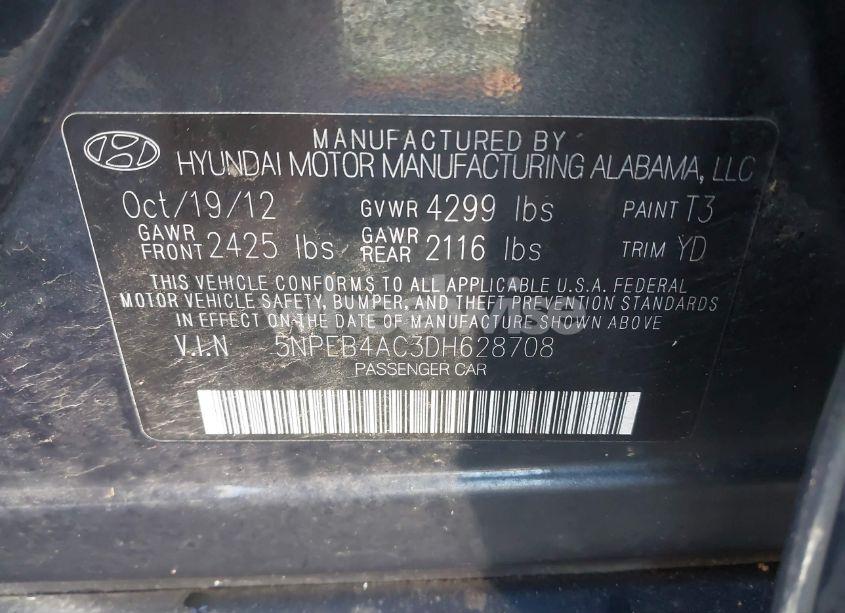 MANUFACTURED BY
HYUNDAI MOTOR MANUFACTURING ALABAMA, LLC
Oct/19/12 GVWR 4299 lbs PAINT T3
GAWR FRONT 2425 lbs GAWR REAR 2116 lbs TRIM YD
THIS VEHICLE CONFORMS TO ALL APPLICABLE U.S.A. FEDERAL
MOTOR VEHICLE SAFETY, BUMPER, AND THEFT PREVENTION STANDARDS
IN EFFECT ON THE DATE OF MANUFACTURE SHOWN ABOVE
V.I.N 5NPEB4AC3DH628708
PASSENGER CAR